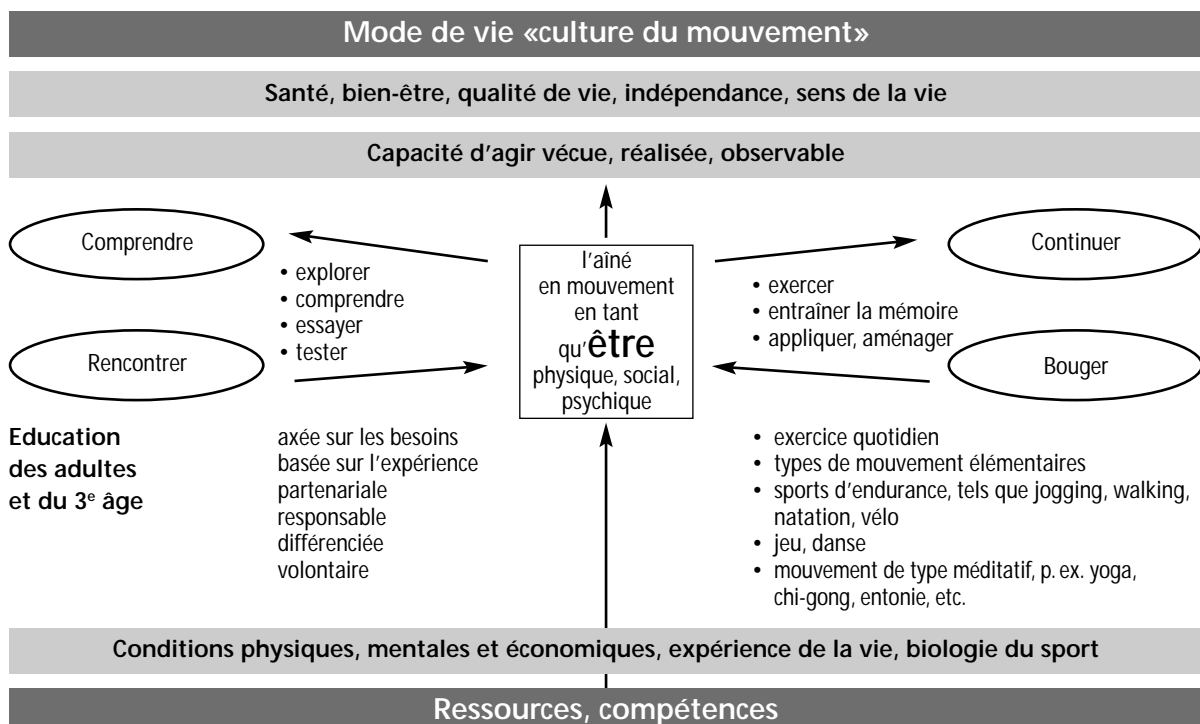 Mode de vie «culture du mouvement»
Santé, bien-être, qualité de vie, indépendance, sens de la vie
Capacité d'agir vécue, réalisée, observable
Comprendre
• explorer
• comprendre
• essayer
• tester
Rencontrer
l'aîné
en mouvement
en tant
qu'être
physique, social,
psychique
Continuer
• exercer
• entraîner la mémoire
• appliquer, aménager
Bouger
Education
des adultes
et du 3e âge
axée sur les besoins
basée sur l'expérience
partenariale
responsable
différenciée
volontaire
• exercice quotidien
• types de mouvement élémentaires
• sports d'endurance, tels que jogging, walking,
natation, vélo
• jeu, danse
• mouvement de type méditatif, p. ex. yoga,
chi-gong, entonie, etc.
Conditions physiques, mentales et économiques, expérience de la vie, biologie du sport
Ressources, compétences